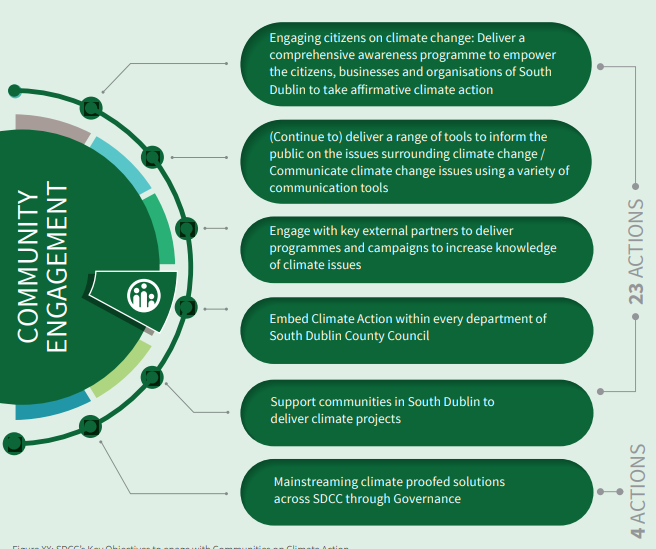 COMMUNITY
ENGAGEMENT
Engaging citizens on climate change: Deliver a
comprehensive awareness programme to empower
the citizens, businesses and organisations of South
Dublin to take affirmative climate action
(Continue to) deliver a range of tools to inform the
public on the issues surrounding climate change /
Communicate climate change issues using a variety of
communication tools
Engage with key external partners to deliver
programmes and campaigns to increase knowledge
of climate issues
Embed Climate Action within every department of
South Dublin County Council
Support communities in South Dublin to
deliver climate projects
23 ACTIONS
Mainstreaming climate proofed solutions
across SDCC through Governance
4 ACTIONS